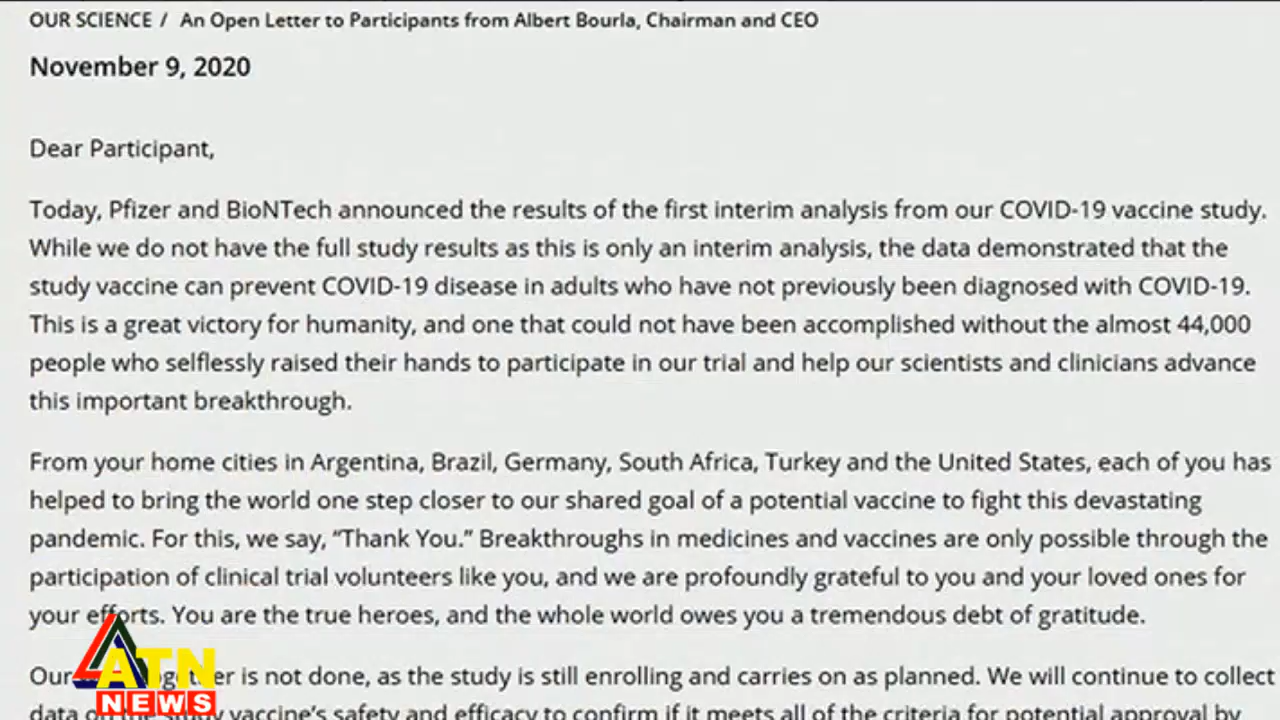 OUR SCIENCE / An Open Letter to Participants from Albert Bourla, Chairman and CEO
November 9, 2020
Dear Participant,
Today, Pfizer and BioNTech announced the results of the first interim analysis from our COVID-19 vaccine study.
While we do not have the full study results as this is only an interim analysis, the data demonstrated that the
study vaccine can prevent COVID-19 disease in adults who have not previously been diagnosed with COVID-19.
This is a great victory for humanity, and one that could not have been accomplished without the almost 44,000
people who selflessly raised their hands to participate in our trial and help our scientists and clinicians advance
this important breakthrough.
From your home cities in Argentina, Brazil, Germany, South Africa, Turkey and the United States, each of you has
helped to bring the world one step closer to our shared goal of a potential vaccine to fight this devastating
pandemic. For this, we say, “Thank You.” Breakthroughs in medicines and vaccines are only possible through the
participation of clinical trial volunteers like you, and we are profoundly grateful to you and your loved ones for
your efforts. You are the true heroes, and the whole world owes you a tremendous debt of gratitude.
Our is not done, as the study is still enrolling and carries on as planned. We will continue to collect
data vaccine’s safety and efficacy to confirm if it meets all of the criteria for potential approval by
ATN
NEWS